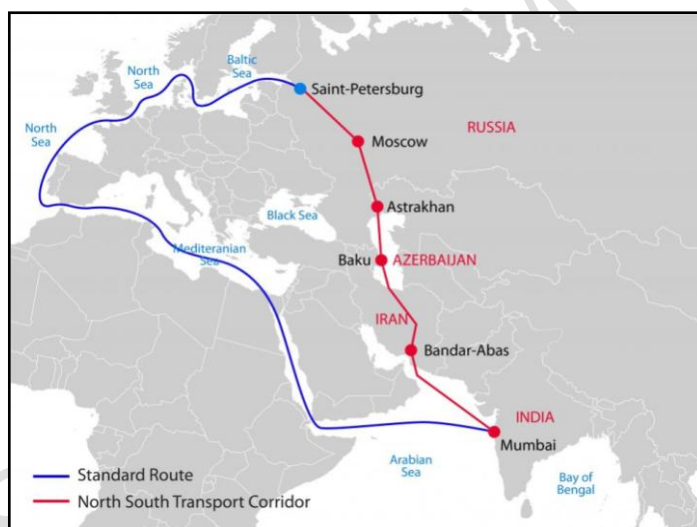 North
Sea
Baltic
Sea
Saint-Petersburg
Moscow
RUSSIA
North
Sea
Astrakhan
Black Sea
Mediteranian
Sea
Baku
AZERBAIJAN
IRAN
Bandar-Abas
INDIA
Mumbai
Arabian
Sea
Bay of
Bengal
Standard Route
North South Transport Corridor